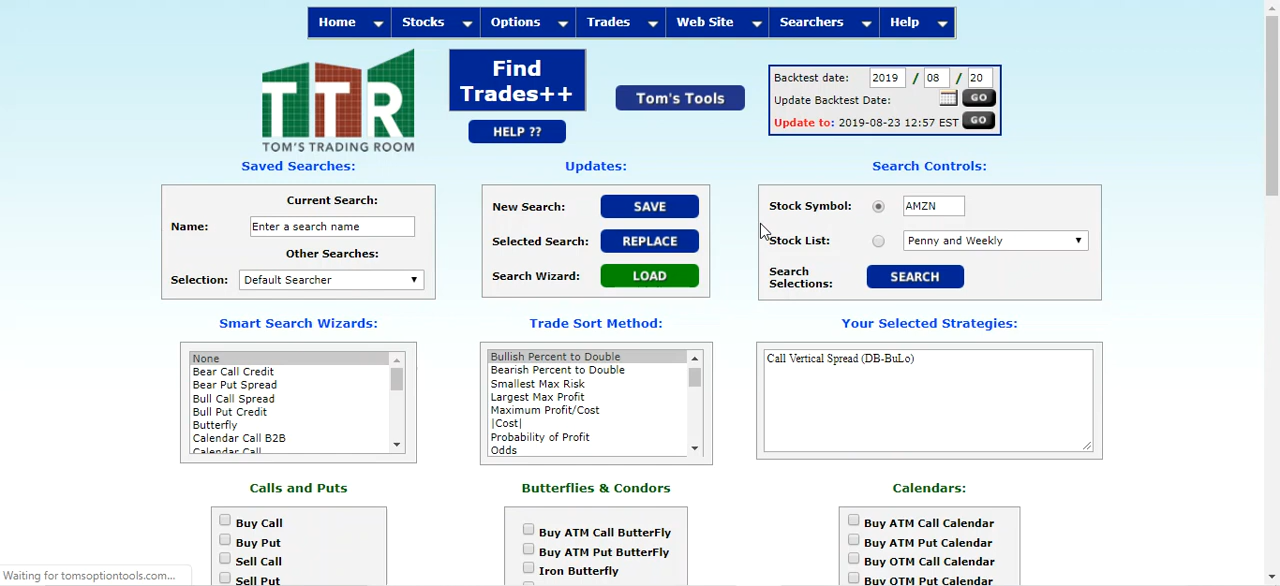 Home
Stocks
Options
Trades
Web Site
Searchers
Help
TTR
TOM'S TRADING ROOM
Find
Trades++
HELP ??
Tom's Tools
Backtest date: 2019 / 08 / 20
Update Backtest Date: GO
Update to: 2019-08-23 12:57 EST GO
Saved Searches:
Current Search:
Name: Enter a search name
Other Searches:
Selection: Default Searcher
Updates:
New Search: SAVE
Selected Search: REPLACE
Search Wizard: LOAD
Search Controls:
Stock Symbol: AMZN
Stock List: Penny and Weekly
Search
Selections:
SEARCH
Smart Search Wizards:
None
Bear Call Credit
Bear Put Spread
Bull Call Spread
Bull Put Credit
Butterfly
Calendar Call B2B
Calendar Call
Trade Sort Method:
Bullish Percent to Double
Bearish Percent to Double
Smallest Max Risk
Largest Max Profit
Maximum Profit/Cost
|Cost|
Probability of Profit
Odds
Your Selected Strategies:
Call Vertical Spread (DB-BuLo)
Calls and Puts
Buy Call
Buy Put
Sell Call
Sell Put
Butterflies & Condors
Buy ATM Call ButterFly
Buy ATM Put ButterFly
Iron Butterfly
Calendars:
Buy ATM Call Calendar
Buy ATM Put Calendar
Buy OTM Call Calendar
Buy OTM Put Calendar
Waiting for tomsoptiontools.com...